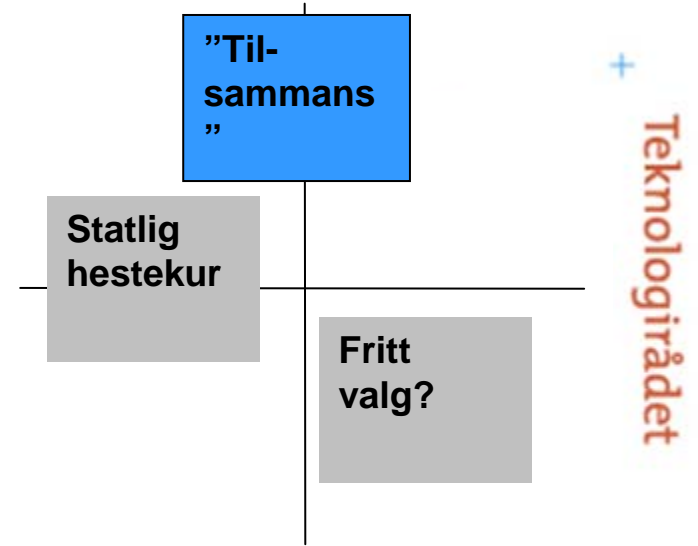 ”Til-
sammans
”
Statlig
hestekur
Fritt
valg?
+
Teknologirådet